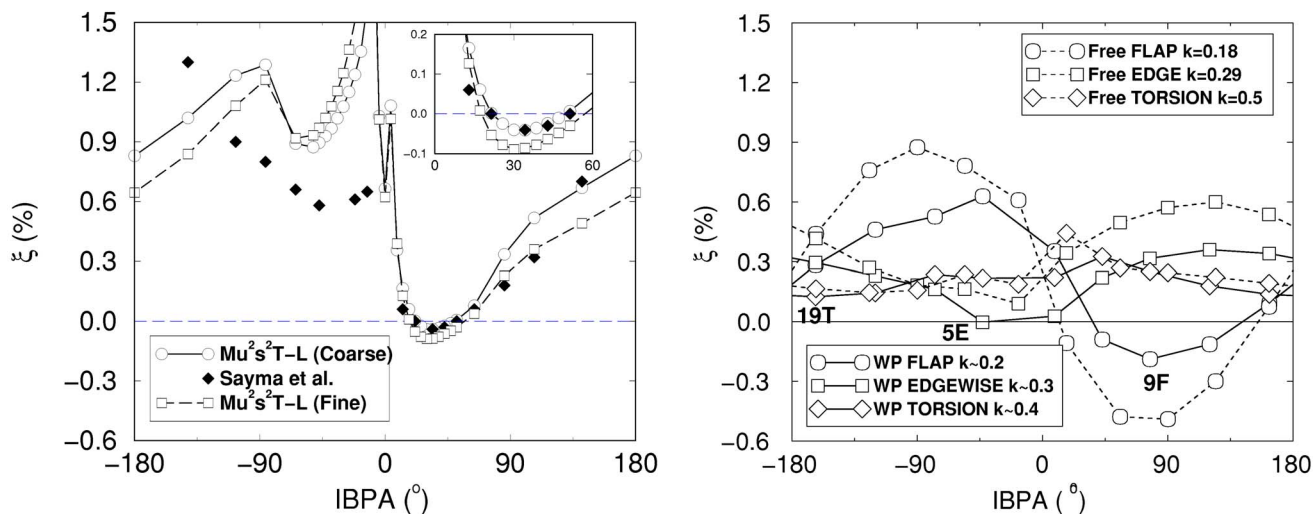 1.5
1.2
0.9
0.6
0.3
0.0
−0.3
−0.6
ξ (%)
−180
−90
0
90
180
IBPA (°)
Mu²s²T−L (Coarse)
Sayma et al.
Mu²s²T−L (Fine)
0.2
0.1
0.0
−0.1
0
30
60
1.5
1.2
0.9
0.6
0.3
0.0
−0.3
−0.6
ξ (%)
−180
−90
0
90
180
IBPA (°)
Free FLAP k=0.18
Free EDGE k=0.29
Free TORSION k=0.5
19T
5E
9F
WP FLAP k~0.2
WP EDGEWISE k~0.3
WP TORSION k~0.4